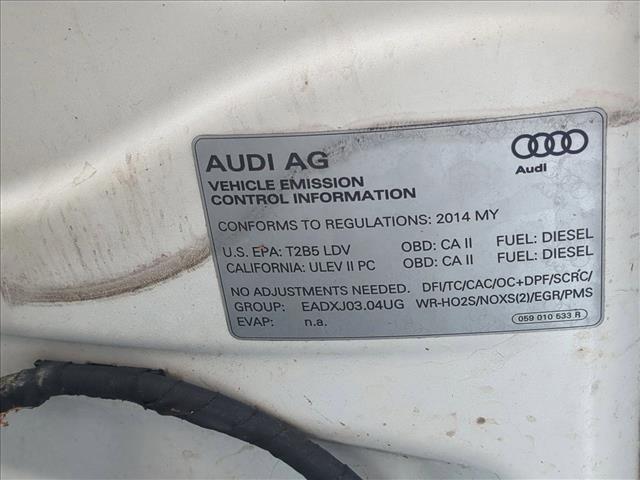 AUDI AG
Audi
VEHICLE EMISSION
CONTROL INFORMATION
CONFORMS TO REGULATIONS: 2014 MY
U.S. EPA: T2B5 LDV OBD: CA II FUEL: DIESEL
CALIFORNIA: ULEV II PC OBD: CA II FUEL: DIESEL
NO ADJUSTMENTS NEEDED. DFI/TC/CAC/OC+DPF/SCRC/
GROUP: EADXJ03.04UG WR-HO2S/NOXS(2)/EGR/PMS
EVAP: n.a. 059 010 533 R